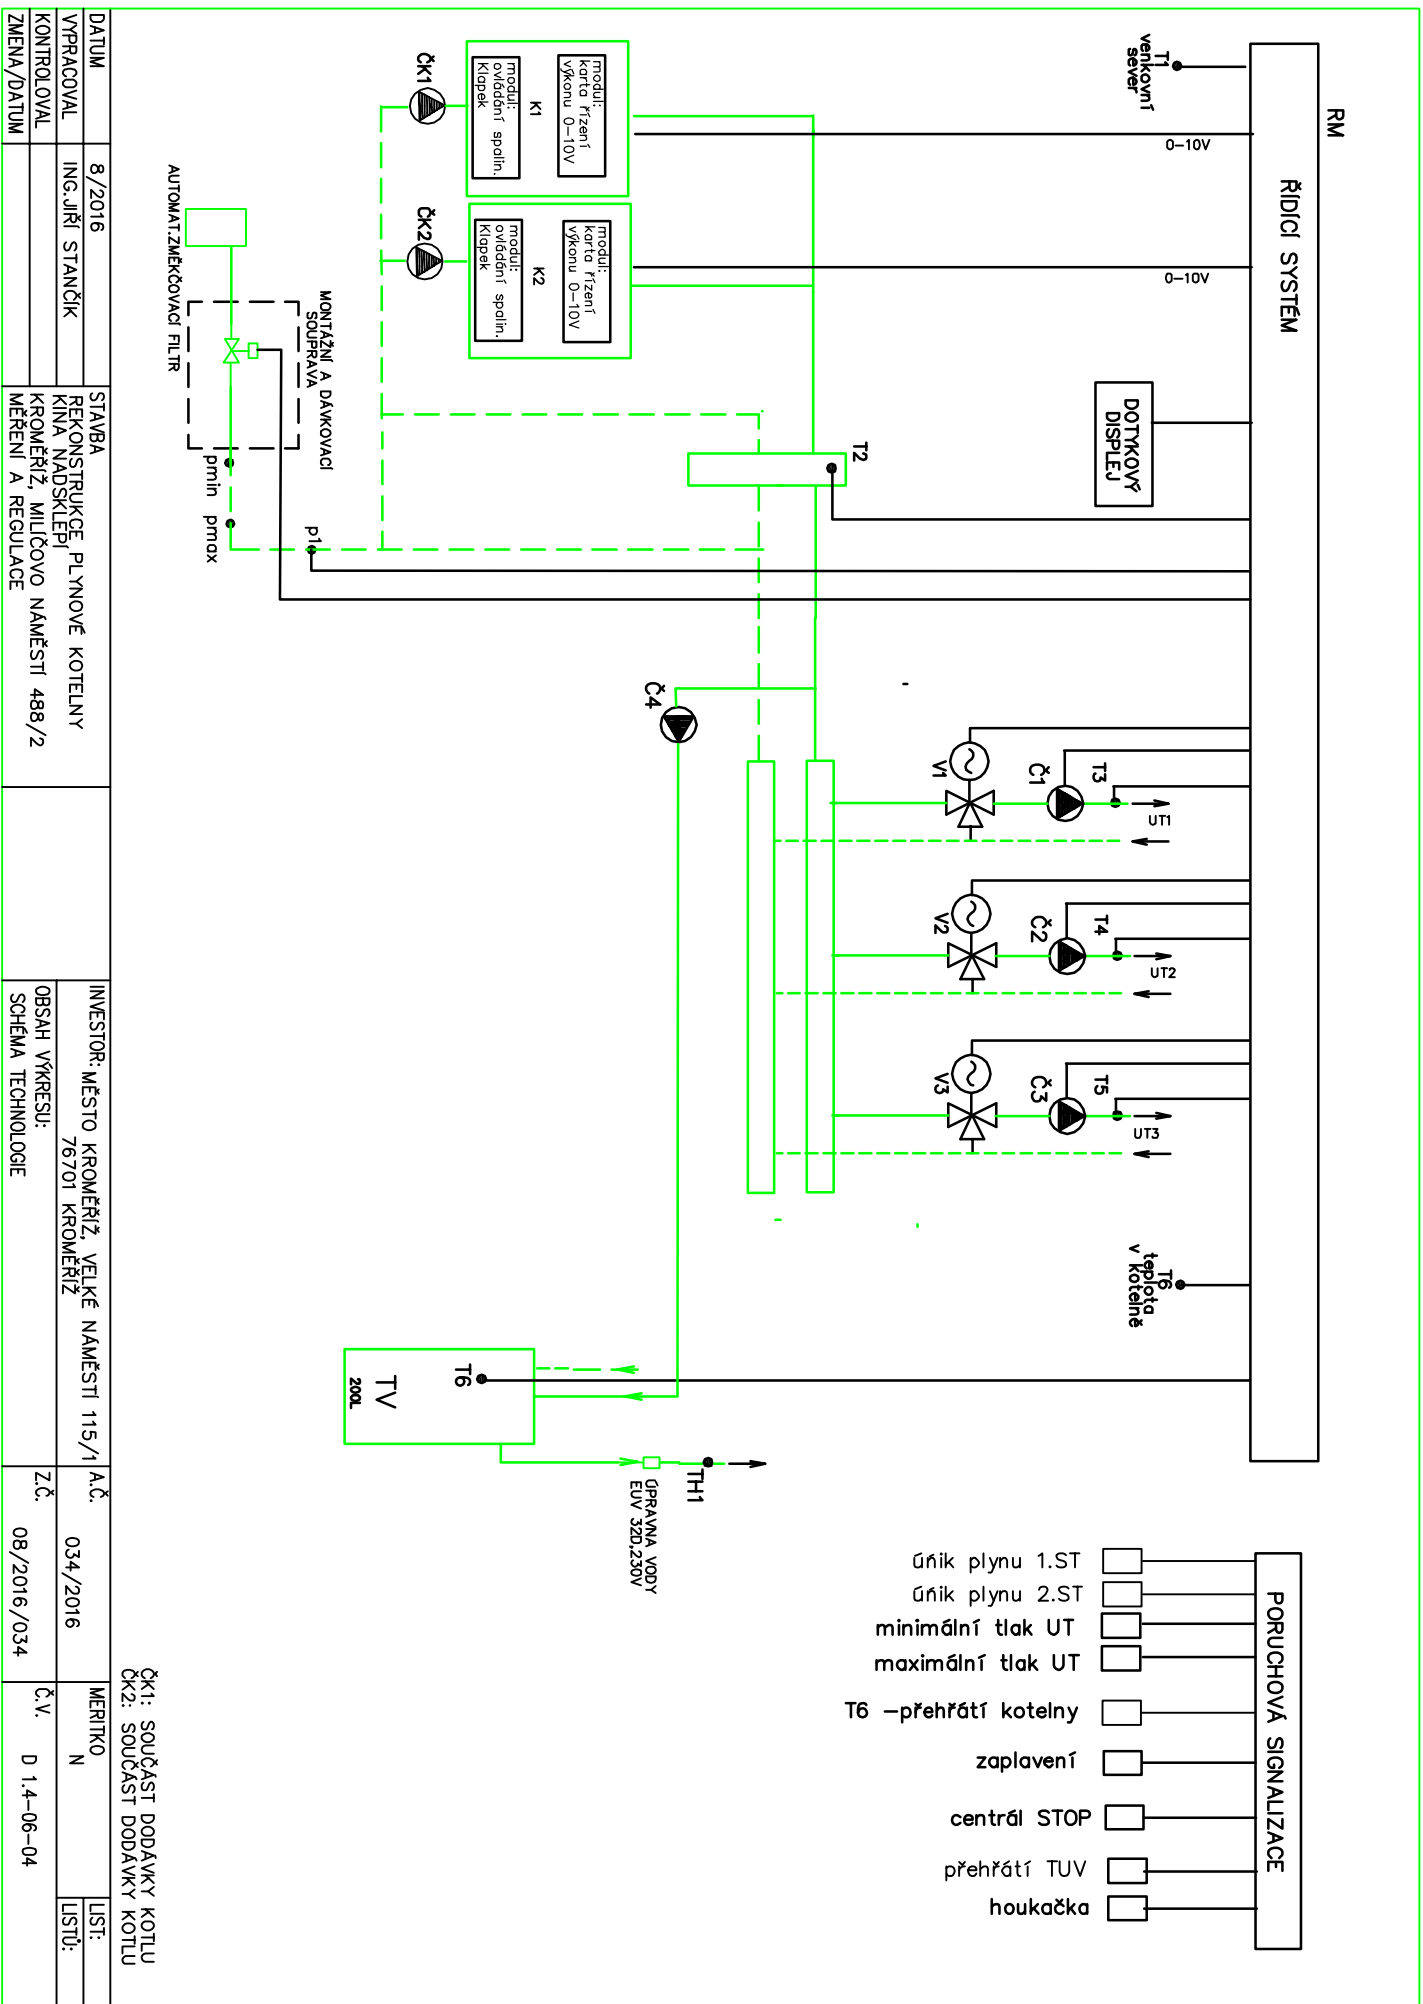 RM
ŘÍDICÍ SYSTÉM
T1
venkovní
sever
0-10V
0-10V
DOTYKOVÝ
DISPLEJ
modul:
karta řízení
výkonu 0-10V
K1
modul:
ovládání spalin.
Klapek
ČK1
modul:
karta řízení
výkonu 0-10V
K2
modul:
ovládání spalin.
Klapek
ČK2
T2
MONTÁŽNÍ A DÁVKOVACÍ
SOUPRAVA
AUTOMAT.ZMĚKČOVACÍ FILTR
pmin
pmax
p1
Č4
V1
Č1
T3
UT1
V2
Č2
T4
UT2
V3
Č3
T5
UT3
T6
teplota
v kotelně
T6
TV
200L
TH1
ÚPRAVNA VODY
EUV 32D,230V
PORUCHOVÁ SIGNALIZACE
úńik plynu 1.ST
úńik plynu 2.ST
minimální tlak UT
maximální tlak UT
T6 -přehřátí kotelny
zaplavení
centrál STOP
přehřátí TUV
houkačka
ČK1: SOUČÁST DODÁVKY KOTLU
ČK2: SOUČÁST DODÁVKY KOTLU
DATUM
8/2016
VYPRACOVAL
ING.JIŘÍ STANČÍK
KONTROLOVAL
ZMENA/DATUM
STAVBA
REKONSTRUKCE PLYNOVÉ KOTELNY
KINA NADSKLEPÍ
KROMĚŘÍŽ, MILÍČOVO NÁMĚSTÍ 488/2
MĚŘENÍ A REGULACE
INVESTOR: MĚSTO KROMĚŘÍŽ, VELKÉ NÁMĚSTÍ 115/1
76701 KROMĚŘÍŽ
OBSAH VÝKRESU:
SCHÉMA TECHNOLOGIE
A.Č.
034/2016
Z.Č.
08/2016/034
MERITKO
N
Č.V.
D 1.4-06-04
LIST:
LISTŮ: